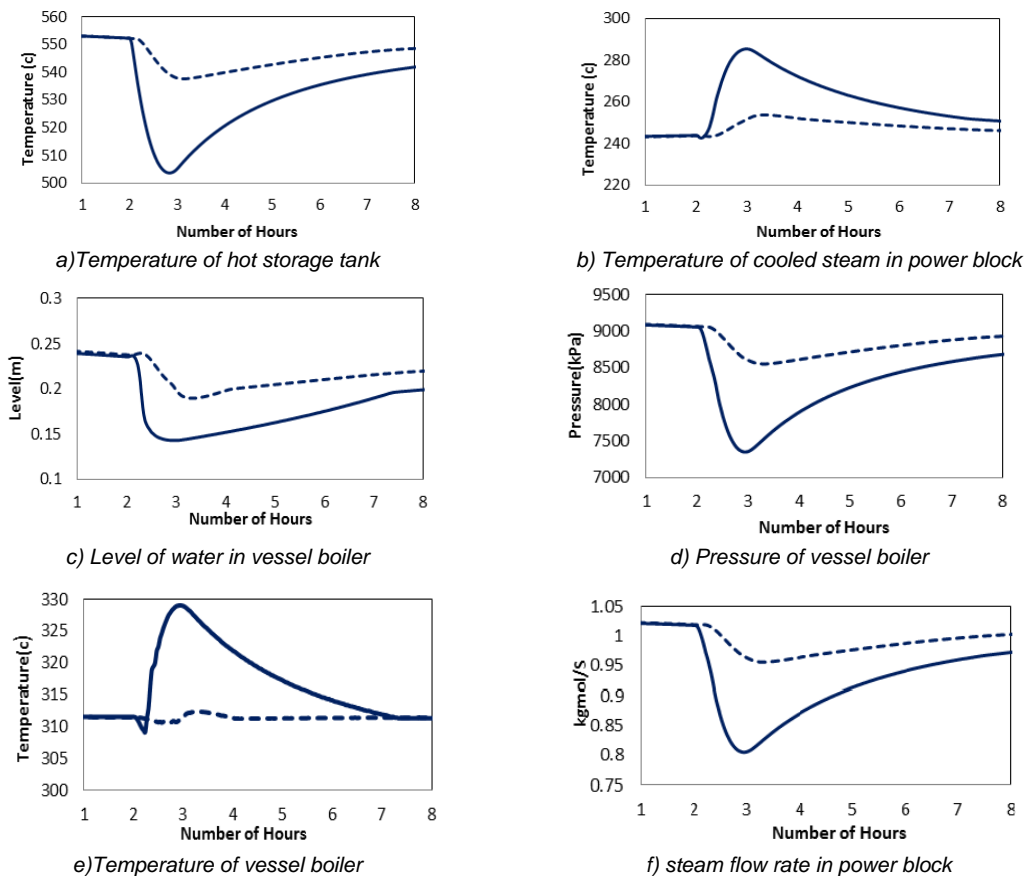 560
550
540
530
520
510
500
Temperature (c)
1 2 3 4 5 6 7 8
Number of Hours
a)Temperature of hot storage tank
300
280
260
240
220
Temperature (c)
1 2 3 4 5 6 7 8
Number of Hours
b) Temperature of cooled steam in power block
0.3
0.25
0.2
0.15
0.1
Level(m)
1 2 3 4 5 6 7 8
Number of Hours
c) Level of water in vessel boiler
9500
9000
8500
8000
7500
7000
Pressure(kPa)
1 2 3 4 5 6 7 8
Number of Hours
d) Pressure of vessel boiler
330
325
320
315
310
300
Temperature(c)
1 2 3 4 5 6 7 8
Number of Hours
e)Temperature of vessel boiler
1.05
1
0.95
0.9
0.85
0.8
0.75
kgmol/S
1 2 3 4 5 6 7 8
Number of Hours
f) steam flow rate in power block